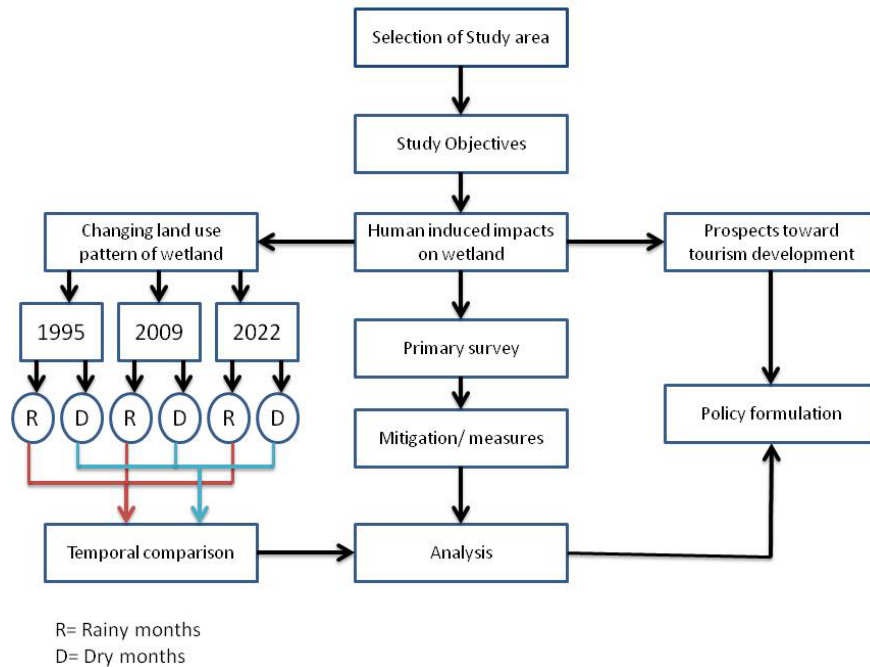 Selection of Study area
Study Objectives
Changing land use
pattern of wetland
Human induced impacts
on wetland
Prospects toward
tourism development
1995
2009
2022
Primary survey
R
D
R
D
R
D
Policy formulation
Mitigation/ measures
Temporal comparison
Analysis
R= Rainy months
D= Dry months